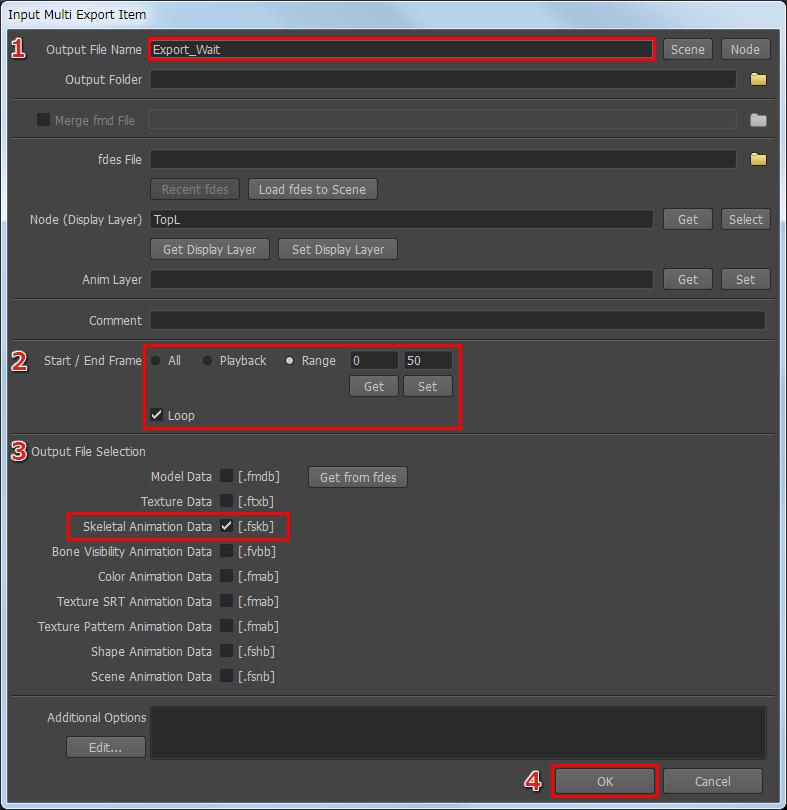 Input Multi Export Item
1 Output File Name Export_Wait Scene Node
Output Folder
Merge fmd File
fdes File
Recent fdes Load fdes to Scene
Node (Display Layer) TopL Get Select
Get Display Layer Set Display Layer
Anim Layer Get Set
Comment
2 Start / End Frame All Playback Range 0 50
Get Set
Loop
3 Output File Selection
Model Data [.fmdb] Get from fdes
Texture Data [.ftxb]
Skeletal Animation Data [.fskb]
Bone Visibility Animation Data [.fvbb]
Color Animation Data [.fmab]
Texture SRT Animation Data [.fmab]
Texture Pattern Animation Data [.fmab]
Shape Animation Data [.fshb]
Scene Animation Data [.fsnb]
Additional Options
Edit...
4 OK Cancel